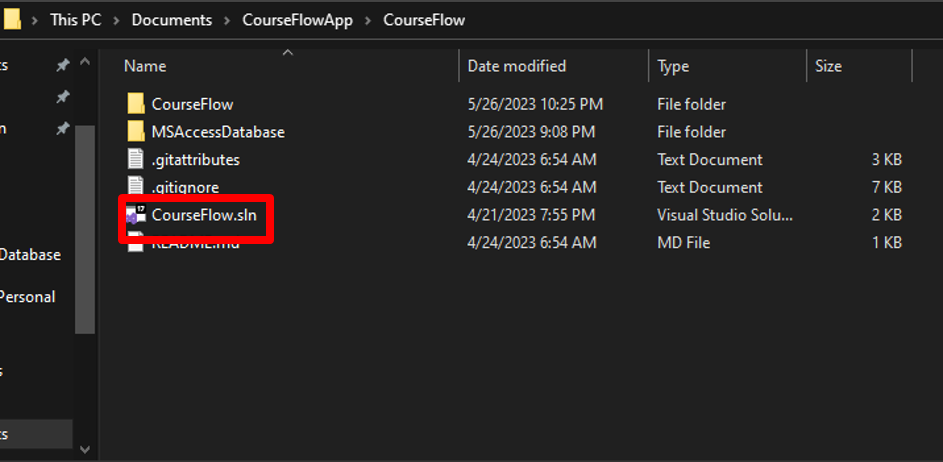 This PC > Documents > CourseFlowApp > CourseFlow
Name Date modified Type Size
CourseFlow 5/26/2023 10:25 PM File folder
MSAccessDatabase 5/26/2023 9:08 PM File folder
.gitattributes 4/24/2023 6:54 AM Text Document 3 KB
.gitignore 4/24/2023 6:54 AM Text Document 7 KB
17 CourseFlow.sln 4/21/2023 7:55 PM Visual Studio Solu... 2 KB
README.md 4/24/2023 6:54 AM MD File 1 KB
Database
Personal